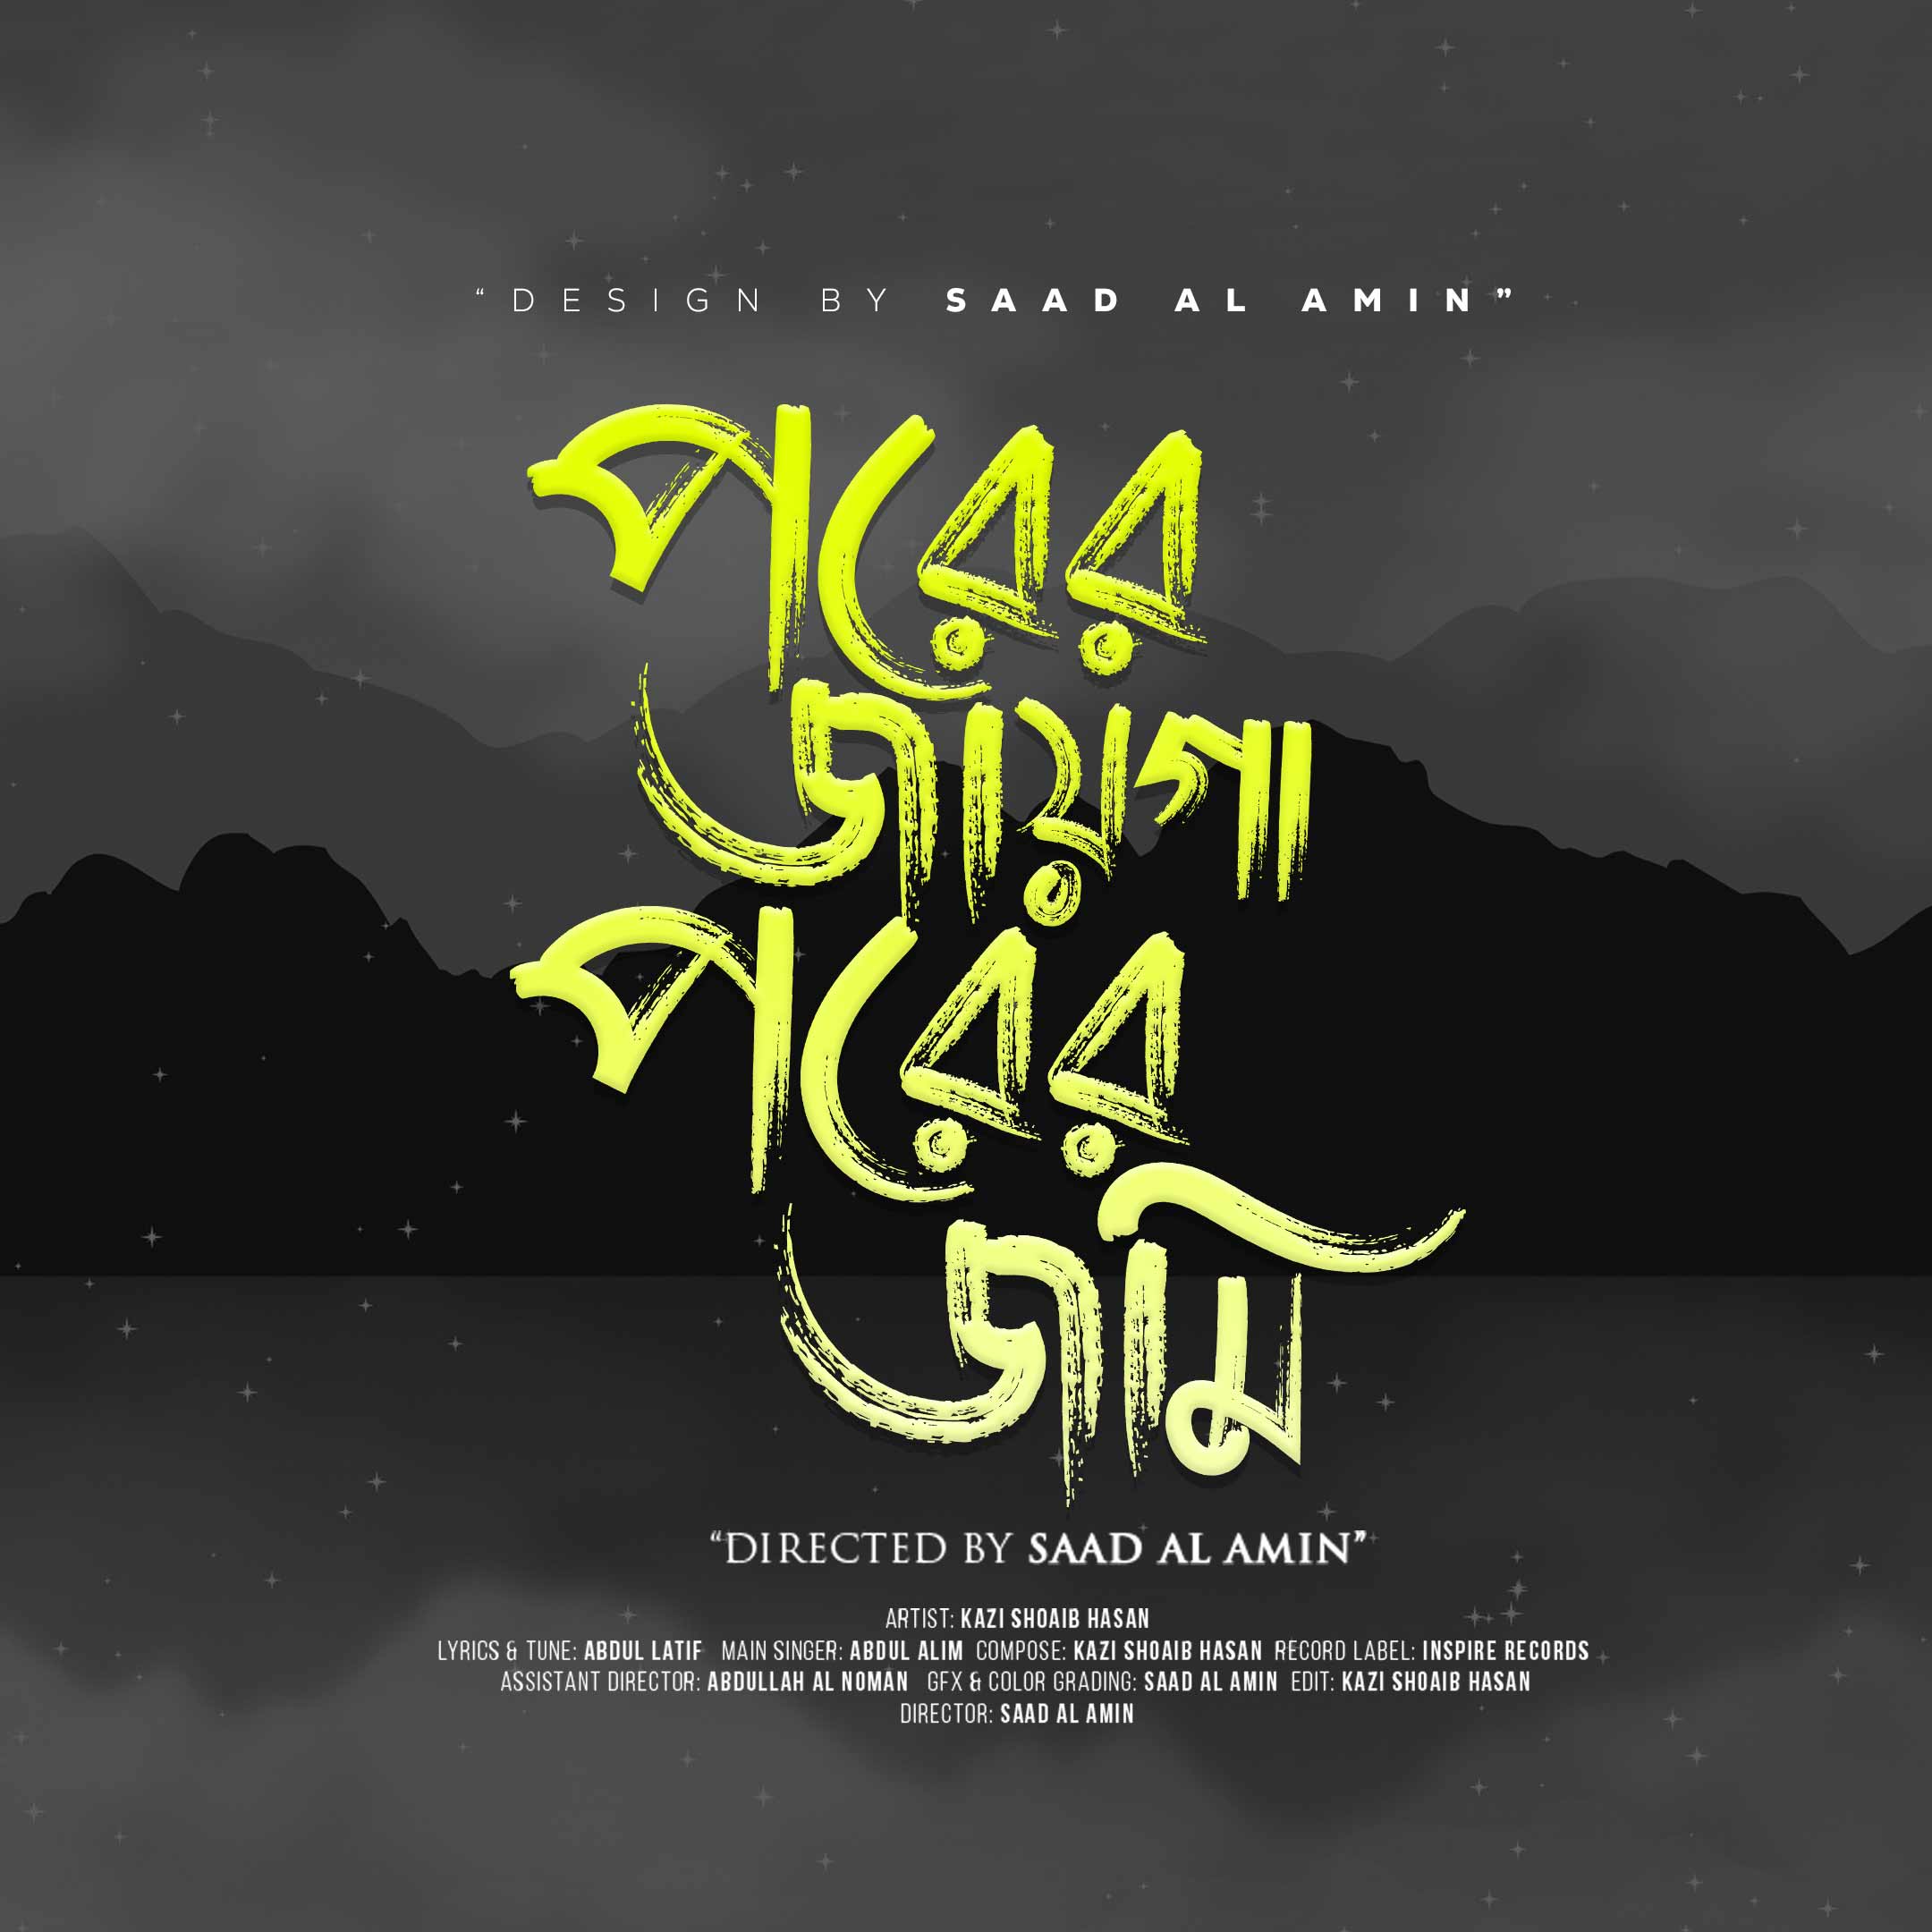 “DESIGN BY SAAD AL AMIN”
পরের
জায়গা
পরের
জমি
“DIRECTED BY SAAD AL AMIN”
ARTIST: KAZI SHOAIB HASAN
LYRICS & TUNE: ABDUL LATIF MAIN SINGER: ABDUL ALIM COMPOSE: KAZI SHOAIB HASAN RECORD LABEL: INSPIRE RECORDS
ASSISTANT DIRECTOR: ABDULLAH AL NOMAN GFX & COLOR GRADING: SAAD AL AMIN EDIT: KAZI SHOAIB HASAN
DIRECTOR: SAAD AL AMIN